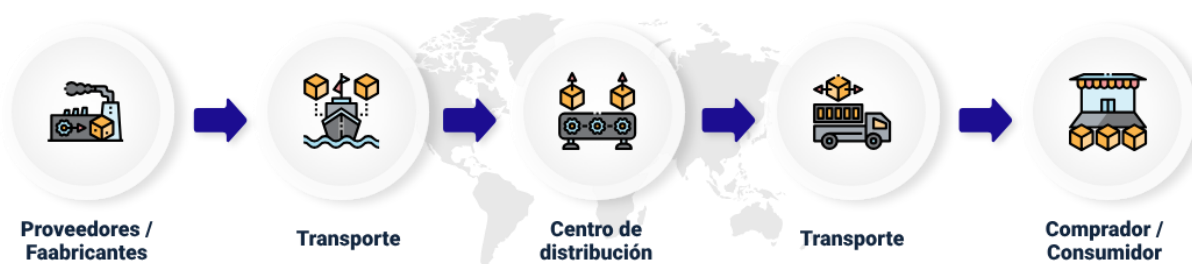 Proveedores /
Faabricantes
Transporte
Centro de
distribución
Transporte
Comprador /
Consumidor